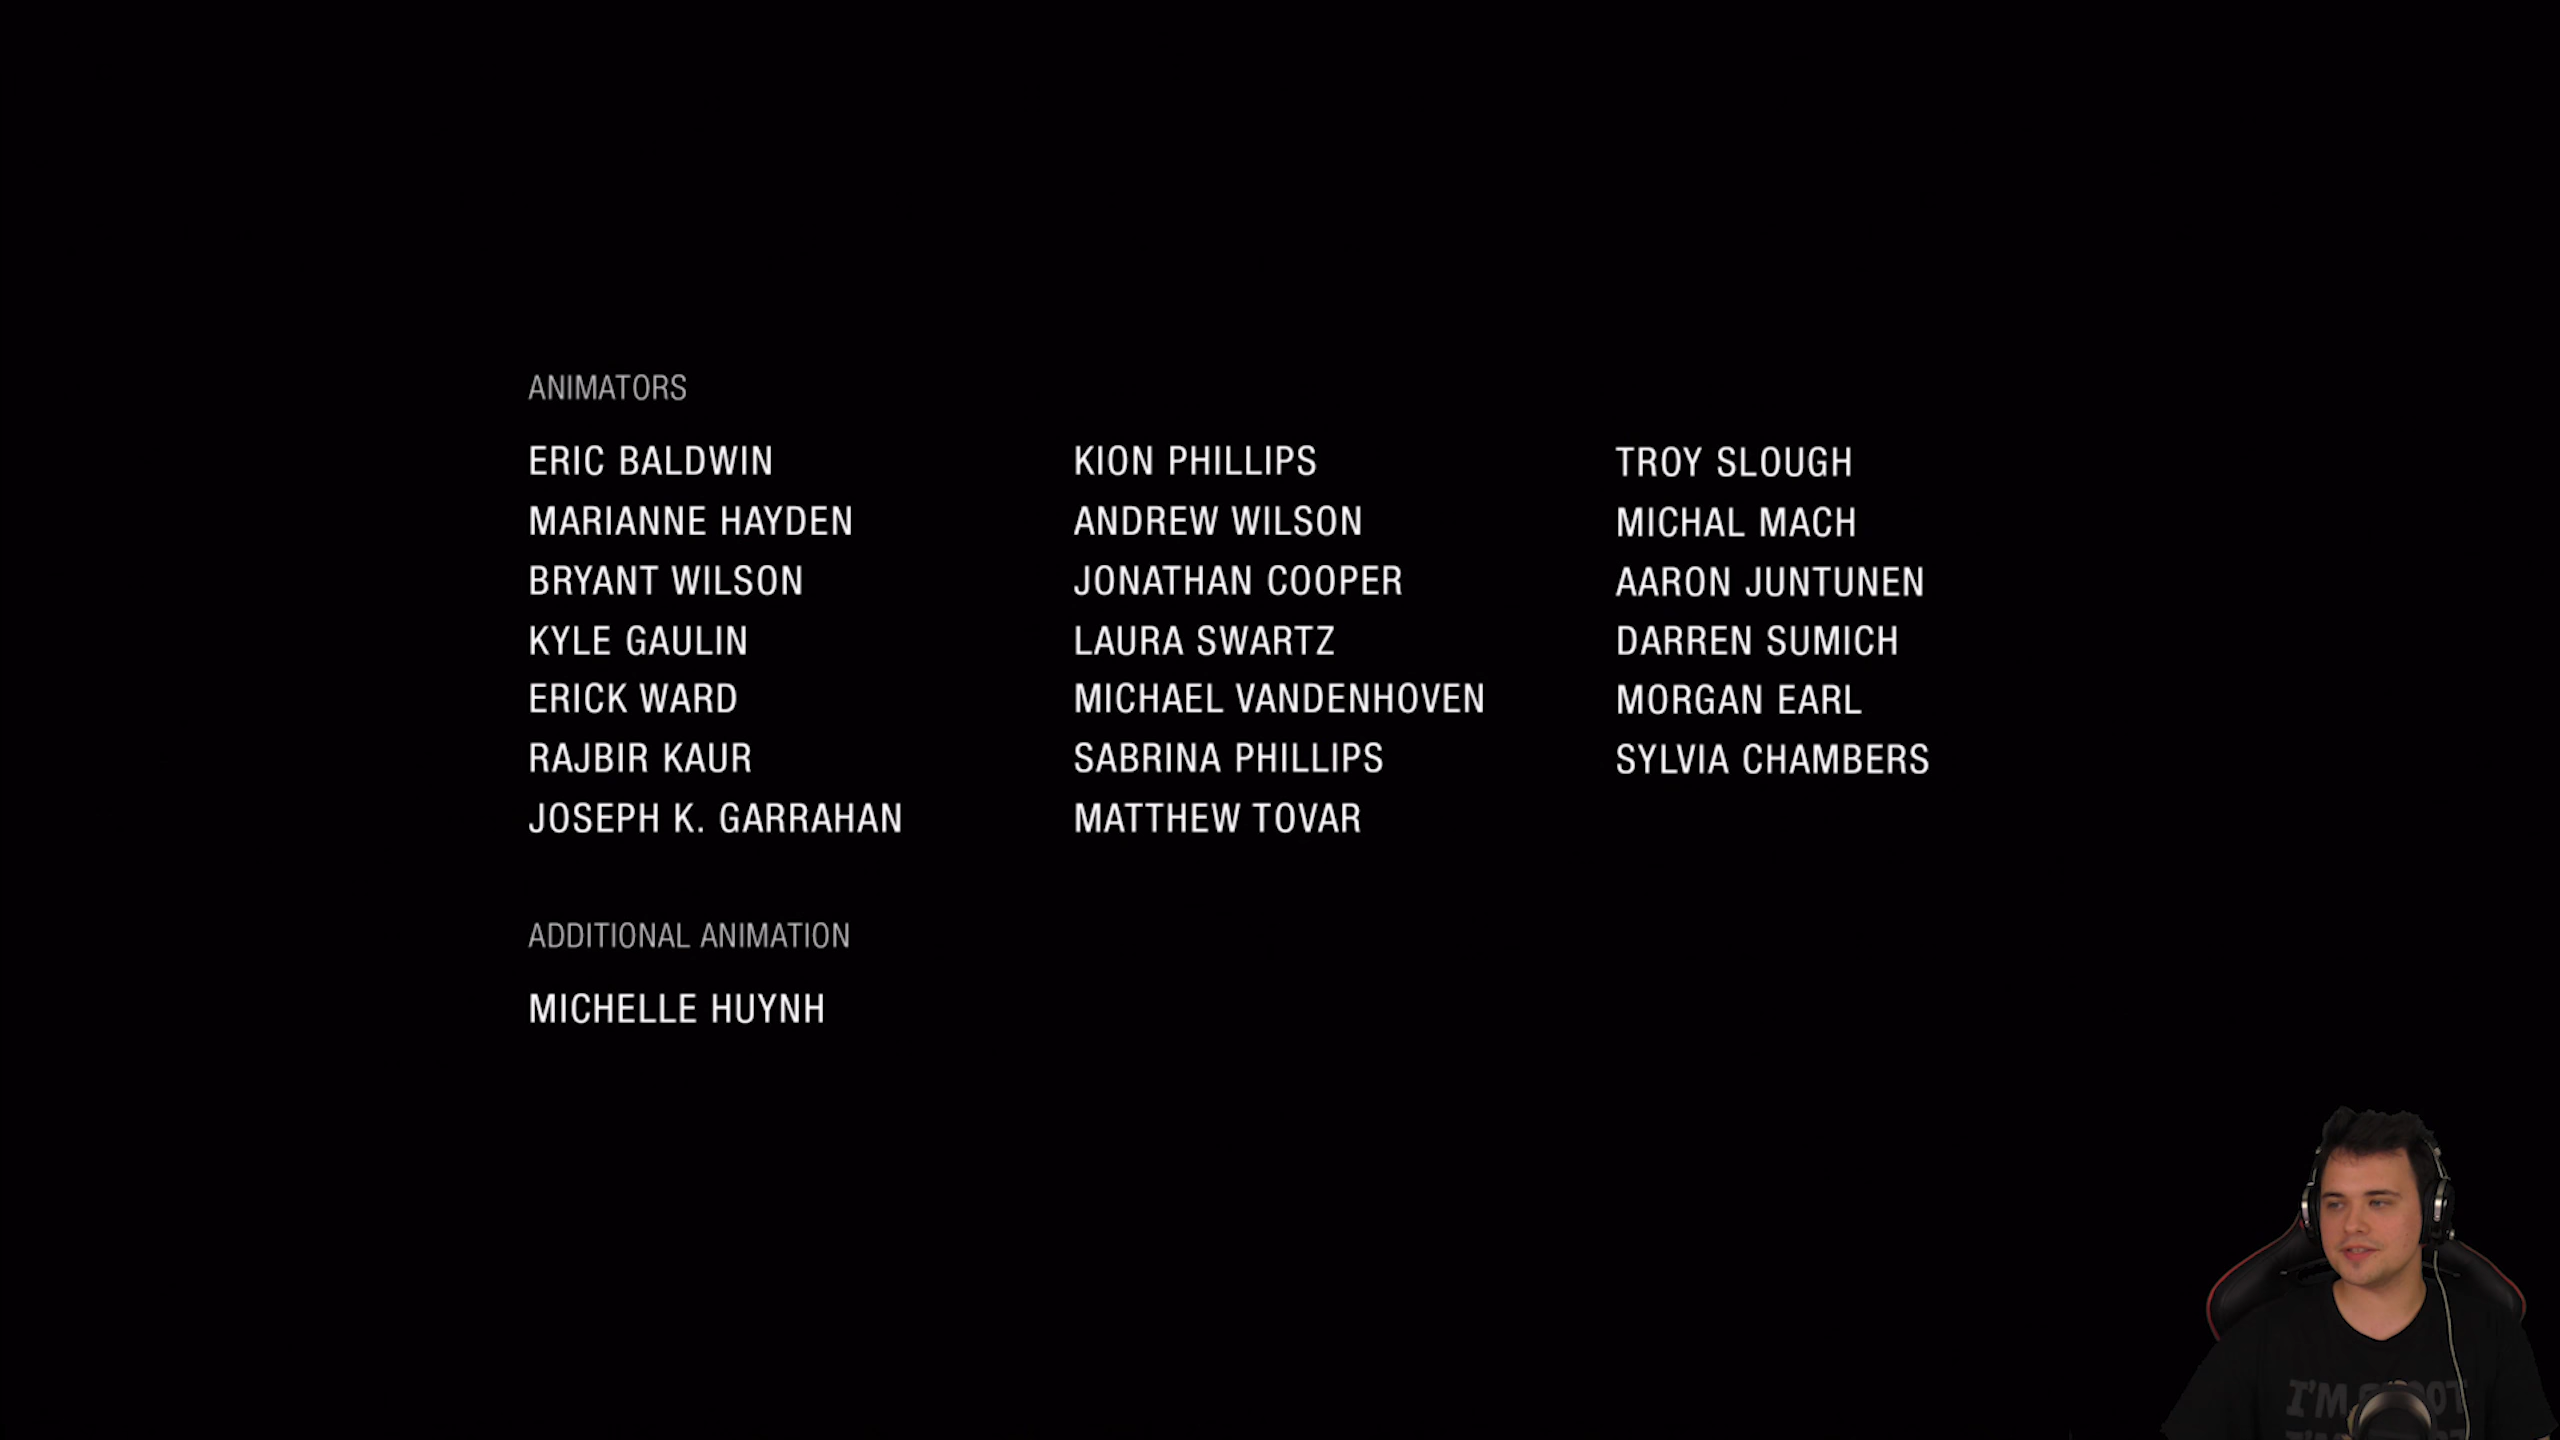 ANIMATORS
ERIC BALDWIN
MARIANNE HAYDEN
BRYANT WILSON
KYLE GAULIN
ERICK WARD
RAJBIR KAUR
JOSEPH K. GARRAHAN
KION PHILLIPS
ANDREW WILSON
JONATHAN COOPER
LAURA SWARTZ
MICHAEL VANDENHOVEN
SABRINA PHILLIPS
MATTHEW TOVAR
TROY SLOUGH
MICHAL MACH
AARON JUNTUNEN
DARREN SUMICH
MORGAN EARL
SYLVIA CHAMBERS
ADDITIONAL ANIMATION
MICHELLE HUYNH
I'M